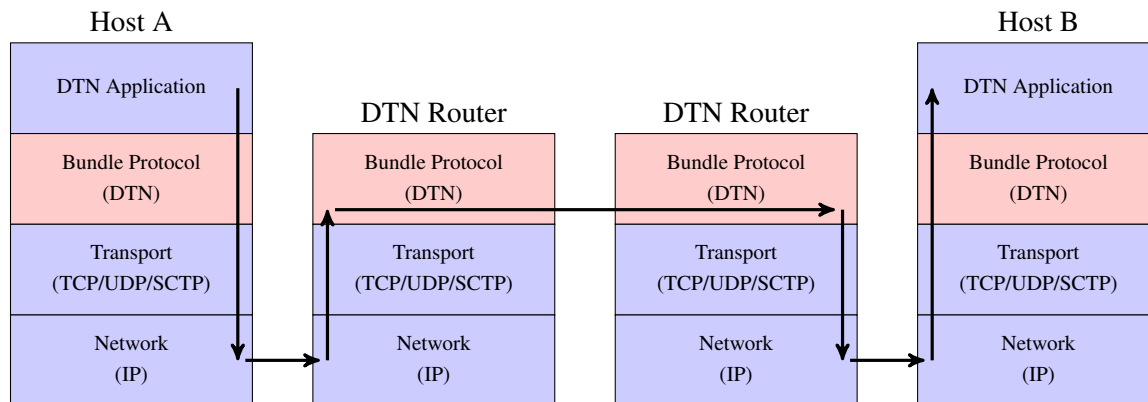 Host A
DTN Application
Bundle Protocol
(DTN)
Transport
(TCP/UDP/SCTP)
Network
(IP)
DTN Router
Bundle Protocol
(DTN)
Transport
(TCP/UDP/SCTP)
Network
(IP)
DTN Router
Bundle Protocol
(DTN)
Transport
(TCP/UDP/SCTP)
Network
(IP)
Host B
DTN Application
Bundle Protocol
(DTN)
Transport
(TCP/UDP/SCTP)
Network
(IP)